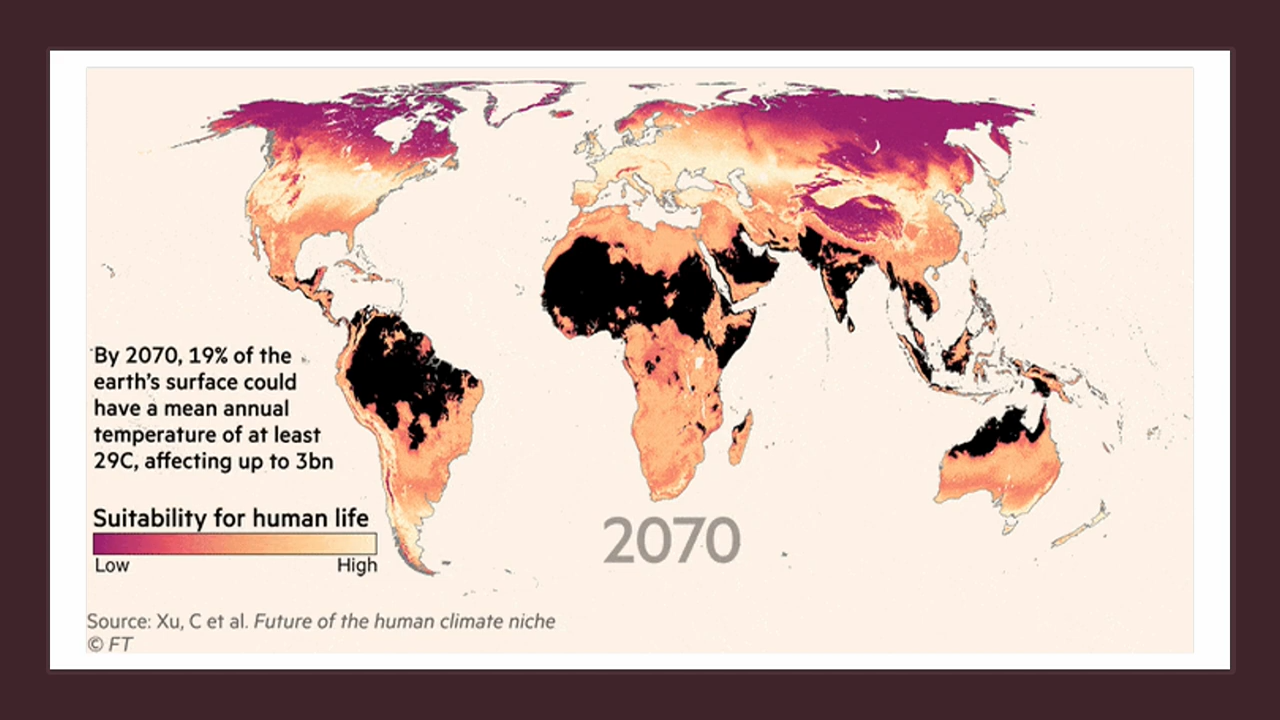 By 2070, 19% of the
earth’s surface could
have a mean annual
temperature of at least
29C, affecting up to 3bn
Suitability for human life
Low
High
2070
Source: Xu, C et al. Future of the human climate niche
© FT